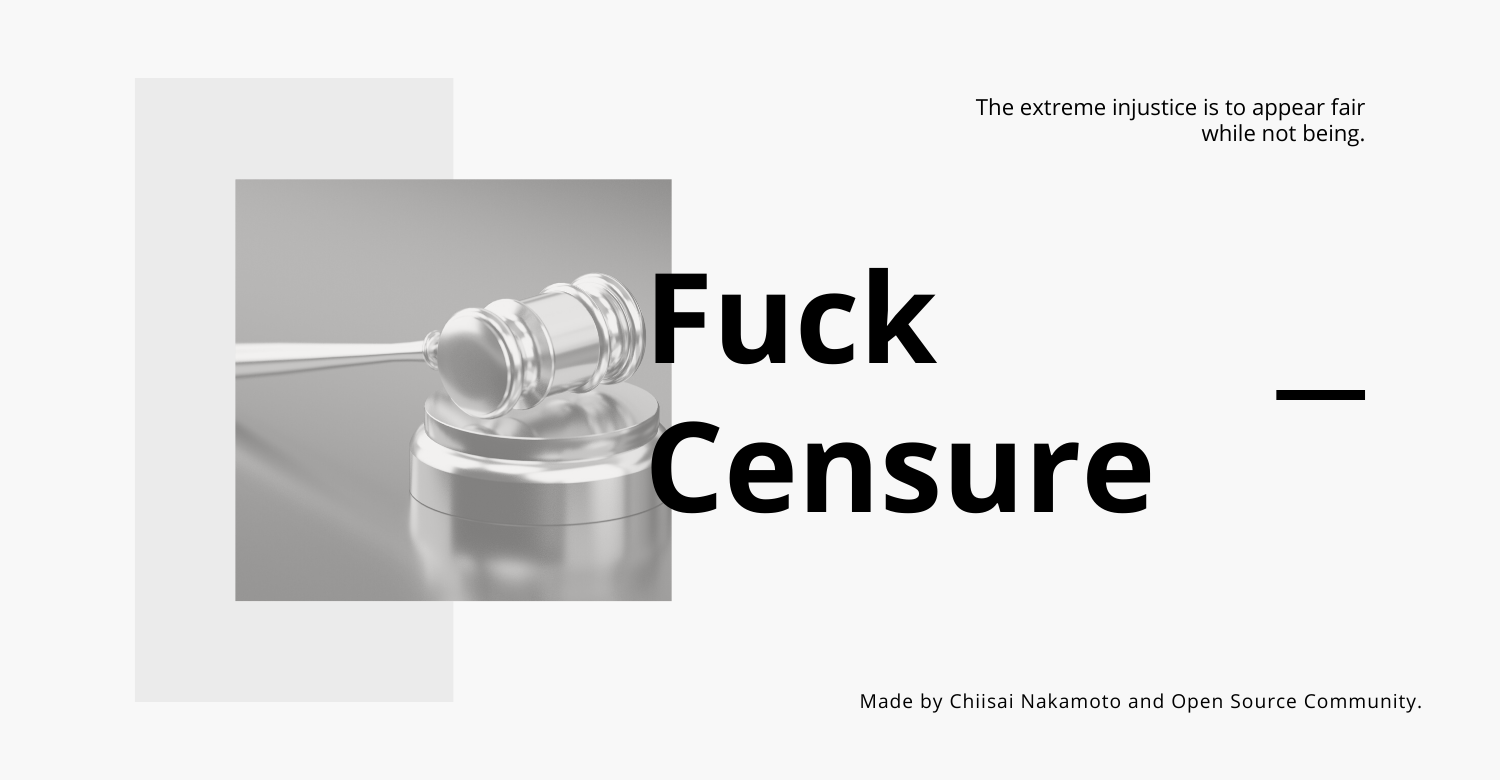 The extreme injustice is to appear fair
while not being.
Fuck
Censure
Made by Chiisai Nakamoto and Open Source Community.